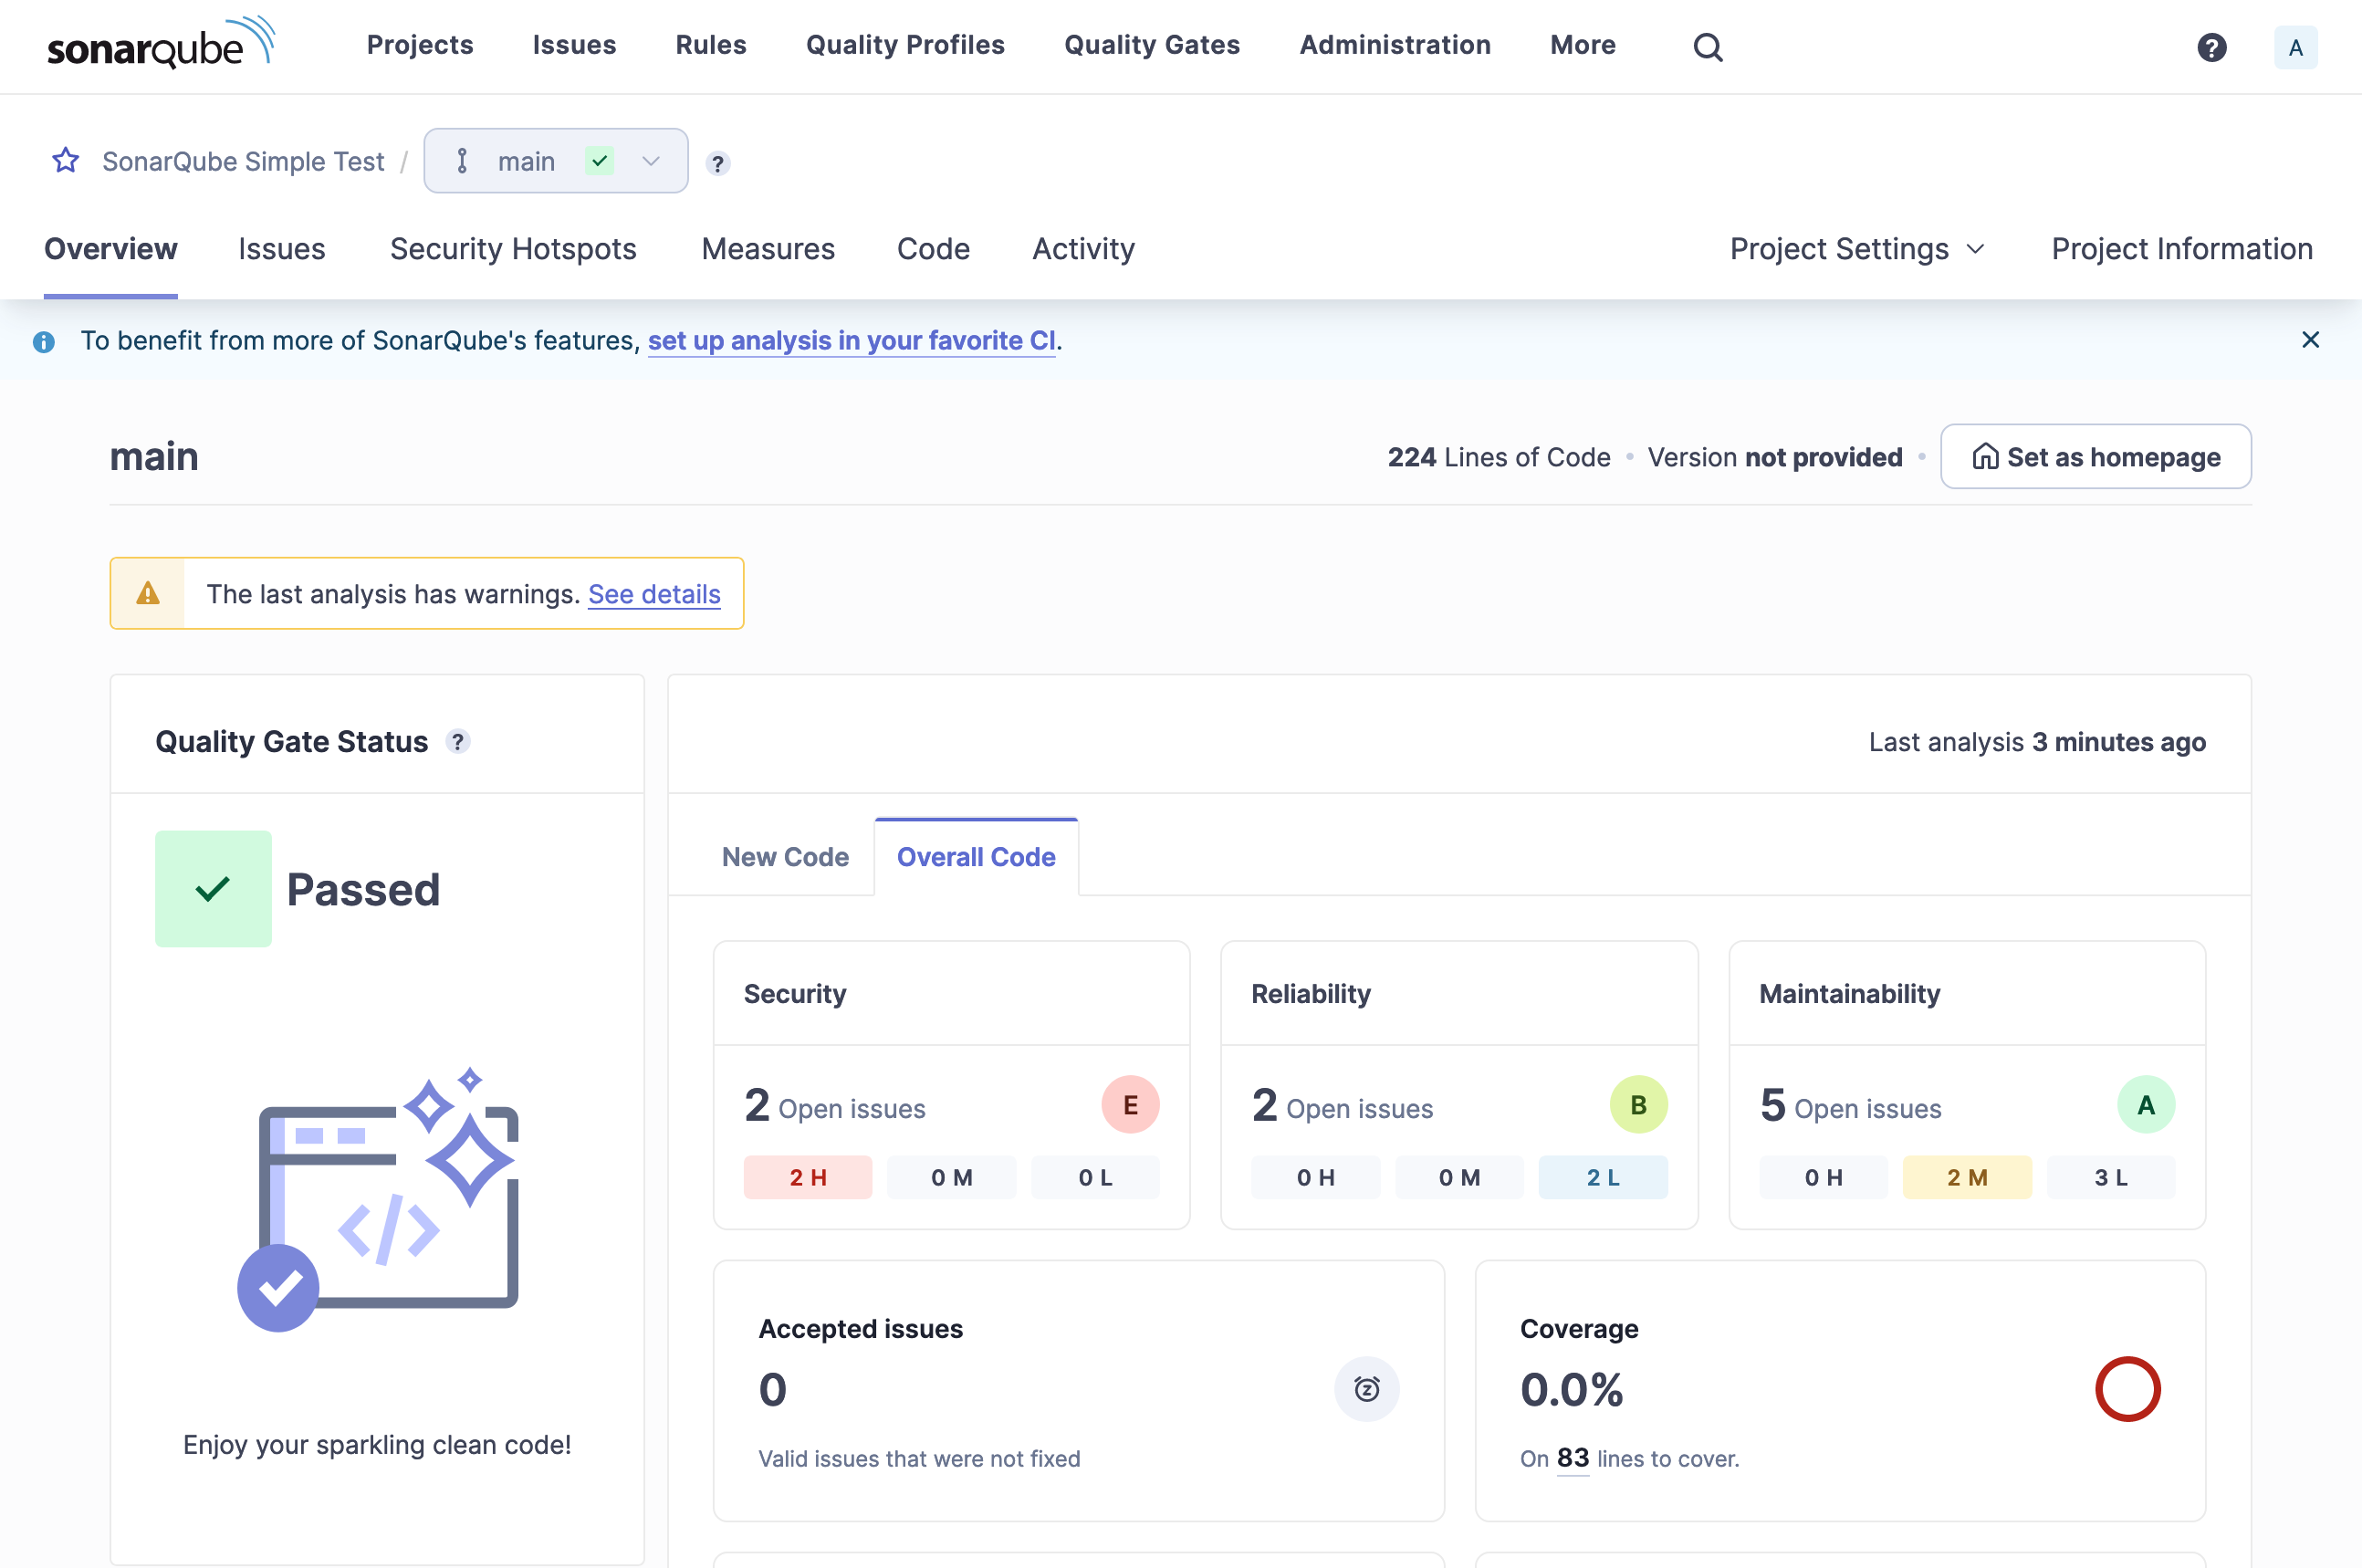 sonarqube
Projects Issues Rules Quality Profiles Quality Gates Administration More
? A
SonarQube Simple Test / main ?
Overview Issues Security Hotspots Measures Code Activity Project Settings Project Information
To benefit from more of SonarQube's features, set up analysis in your favorite CI.
main
224 Lines of Code • Version not provided • Set as homepage
The last analysis has warnings. See details
Quality Gate Status ?
Last analysis 3 minutes ago
Passed
Enjoy your sparkling clean code!
New Code Overall Code
Security
2 Open issues E
2 H 0 M 0 L
Reliability
2 Open issues B
0 H 0 M 2 L
Maintainability
5 Open issues A
0 H 2 M 3 L
Accepted issues
0
Valid issues that were not fixed
Coverage
0.0%
On 83 lines to cover.